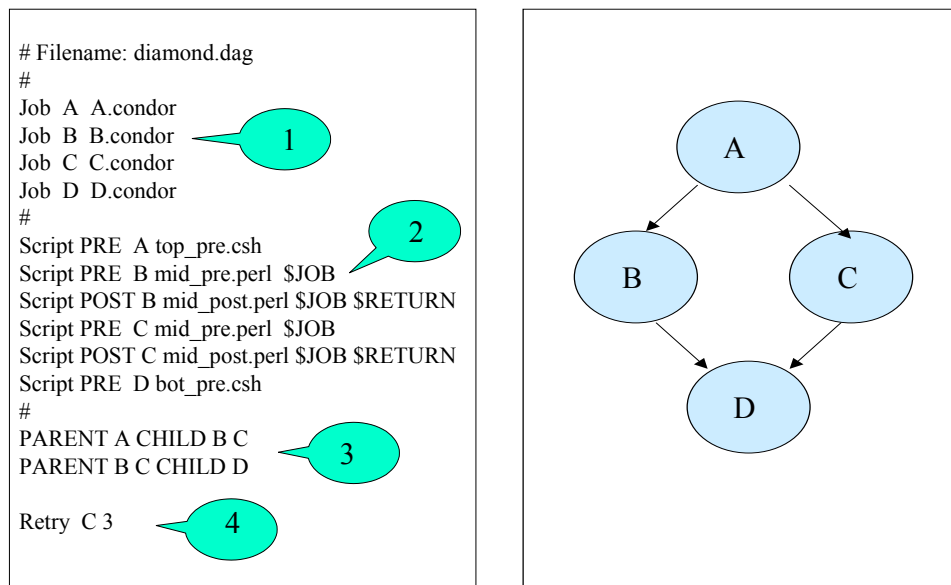 # Filename: diamond.dag
#
Job A A.condor
Job B B.condor
Job C C.condor
Job D D.condor
#
Script PRE A top_pre.csh
Script PRE B mid_pre.perl $JOB
Script POST B mid_post.perl $JOB $RETURN
Script PRE C mid_pre.perl $JOB
Script POST C mid_post.perl $JOB $RETURN
Script PRE D bot_pre.csh
#
PARENT A CHILD B C
PARENT B C CHILD D
Retry C 3
1
2
3
4
A
B C
D